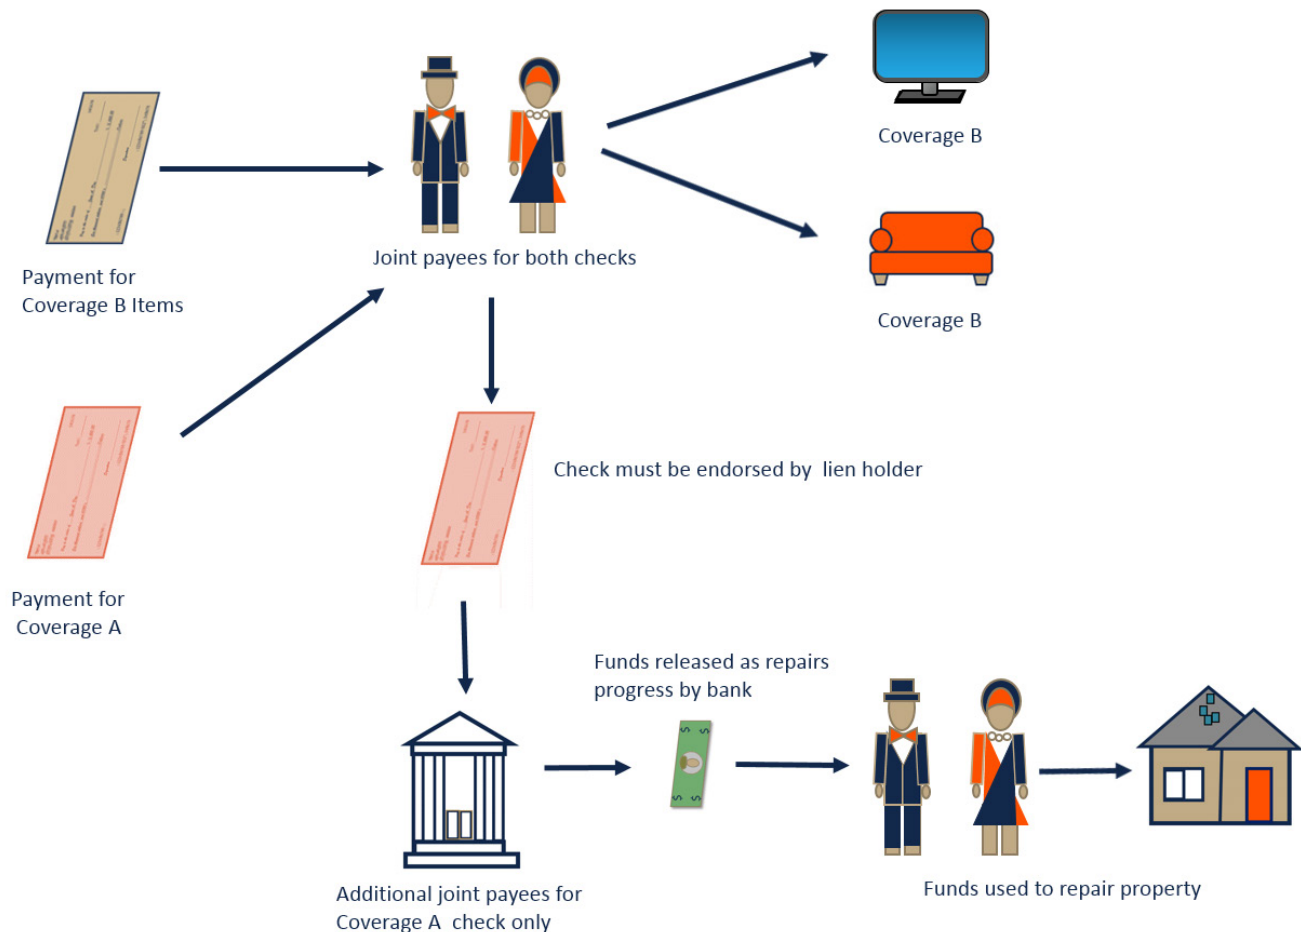 Coverage B
Joint payees for both checks
Payment for
Coverage B Items
Coverage B
Check must be endorsed by lien holder
Payment for
Coverage A
Funds released as repairs
progress by bank
$ $
$ $
Additional joint payees for
Coverage A check only
Funds used to repair property